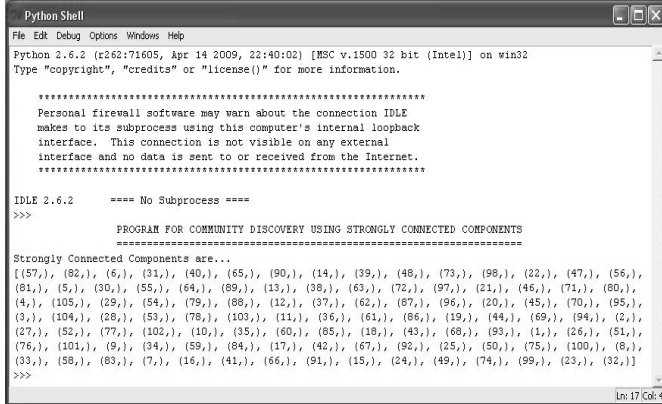 Python Shell
File Edit Debug Options Windows Help
Python 2.6.2 (r262:71605, Apr 14 2009, 22:40:02) [MSC v.1500 32 bit (Intel)] on win32
Type "copyright", "credits" or "license()" for more information.
****************************************************************
Personal firewall software may warn about the connection IDLE
makes to its subprocess using this computer's internal loopback
interface. This connection is not visible on any external
interface and no data is sent to or received from the Internet.
****************************************************************
IDLE 2.6.2 ==== No Subprocess ====
>>>
PROGRAM FOR COMMUNITY DISCOVERY USING STRONGLY CONNECTED COMPONENTS
===================================================================
Strongly Connected Components are...
[(57,), (82,), (6,), (31,), (40,), (65,), (90,), (14,), (39,), (48,), (73,), (98,), (22,), (47,), (56,),
(81,), (5,), (30,), (55,), (64,), (89,), (13,), (38,), (63,), (72,), (97,), (21,), (46,), (71,), (80,),
(4,), (105,), (29,), (54,), (79,), (88,), (12,), (37,), (62,), (87,), (96,), (20,), (45,), (70,), (95,),
(3,), (104,), (28,), (53,), (78,), (103,), (11,), (36,), (61,), (86,), (19,), (44,), (69,), (94,), (2,),
(27,), (52,), (77,), (102,), (10,), (35,), (60,), (85,), (18,), (43,), (68,), (93,), (1,), (26,), (51,),
(76,), (101,), (9,), (34,), (59,), (84,), (17,), (42,), (67,), (92,), (25,), (50,), (75,), (100,), (8,),
(33,), (58,), (83,), (7,), (16,), (41,), (66,), (91,), (15,), (24,), (49,), (74,), (99,), (23,), (32,)]
>>>
Ln: 17 Col: 4